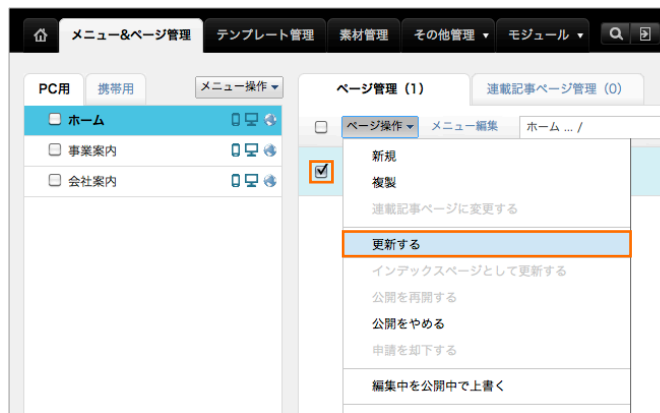 メニュー&ページ管理 テンプレート管理 素材管理 その他管理 ▼ モジュール ▼
PC用 携帯用 メニュー操作▼
ページ管理（1） 連載記事ページ管理（0）
ホーム
ページ操作▼ メニュー編集 ホーム ... /
事業案内
会社案内
新規
複製
連載記事ページに変更する
更新する
インデックスページとして更新する
公開を再開する
公開をやめる
申請を却下する
編集中を公開中で上書く